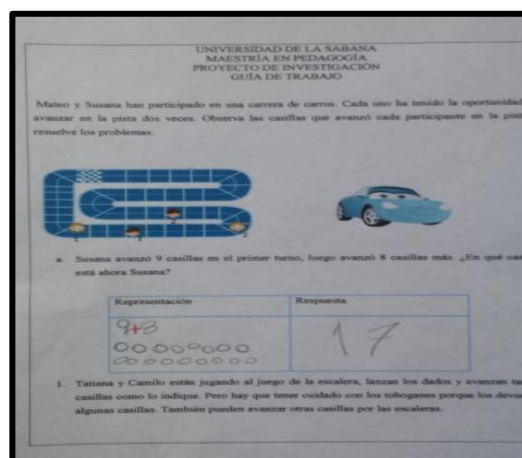 UNIVERSIDAD DE LA SABANA
MAESTRÍA EN PEDAGOGÍA
PROYECTO DE INVESTIGACIÓN
GUÍA DE TRABAJO
Mateo y Susana han participado en una carrera de carros. Cada uno ha tenido la oportunidad
avanzar en la pista dos veces. Observa las casillas que avanzó cada participante en la
resuelve los problemas.
a. Susana avanzó 9 casillas en el primer turno, luego avanzó 8 casillas más. ¿En qué
está ahora Susana?
Representación Respuesta
9+8
17
1. Tatiana y Camilo están jugando al juego de la escalera, lanzan los dados y avanzan
casillas como lo indique. Pero hay que tener cuidado con los toboganes porque los
algunas casillas. También pueden avanzar otras casillas por las escaleras.